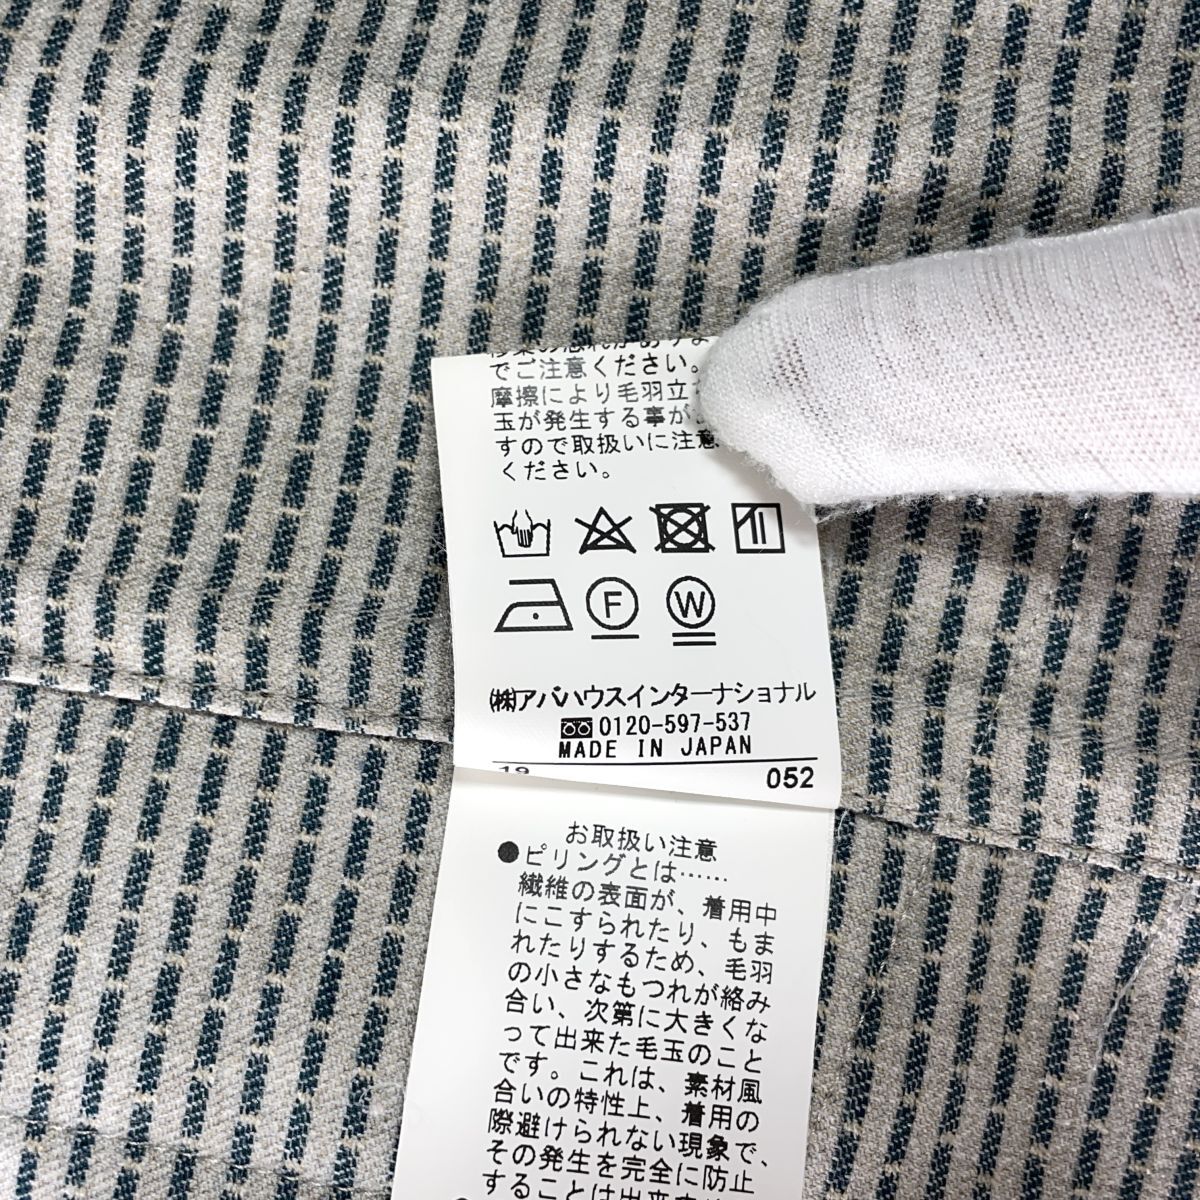 でご注意ください。
摩擦により毛羽立
玉が発生する事が
すので取扱いに注意
ください。
F
W
(株)アバハウスインターナショナル
0120-597-537
MADE IN JAPAN
19
052
お取扱い注意
●ピリングとは……
繊維の表面が、着用中
にこすられたり、もま
れたりするため、毛羽
の小さなもつれが絡み
合い、次第に大きくな
って出来た毛玉のこと
です。これは、素材風
合いの特性上、着用の
際避けられない現象で、
その発生を完全に防止
することは出来